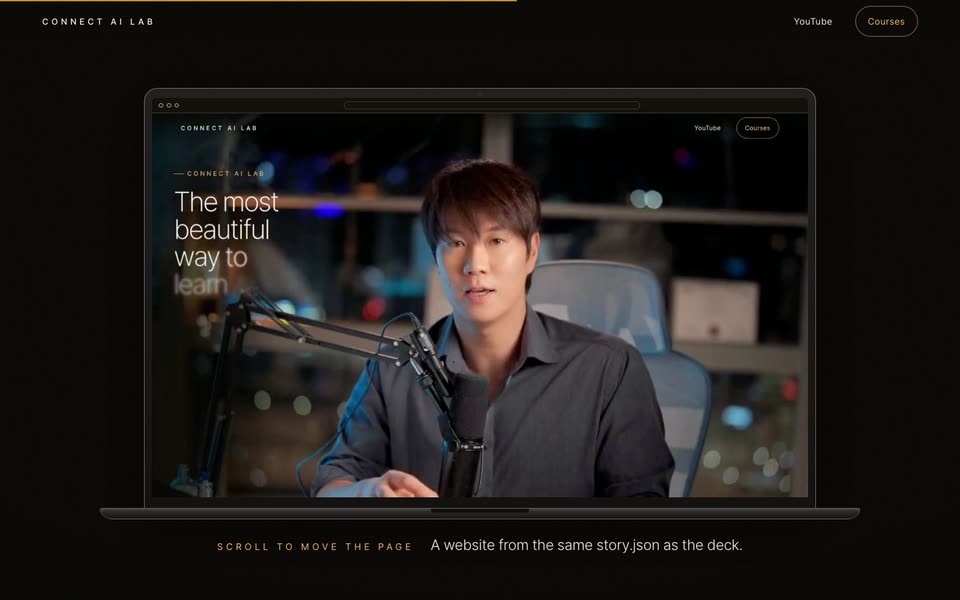 CONNECT AI LAB
YouTube
Courses
CONNECT AI LAB
YouTube
Courses
CONNECT AI LAB
The most
beautiful
way to
learn
SCROLL TO MOVE THE PAGE
A website from the same story.json as the deck.